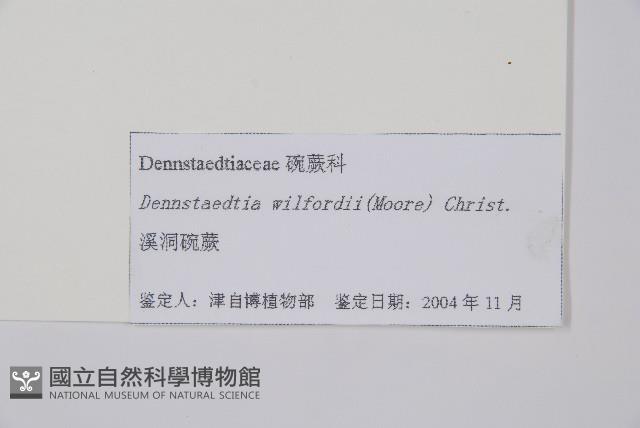 Dennstaedtiaceae 碗蕨科
Dennstaedtia wilfordii(Moore) Christ.
溪洞碗蕨
鉴定人：津自博植物部 鉴定日期：2004 年 11 月
國立自然科學博物館
NATIONAL MUSEUM OF NATURAL SCIENCE